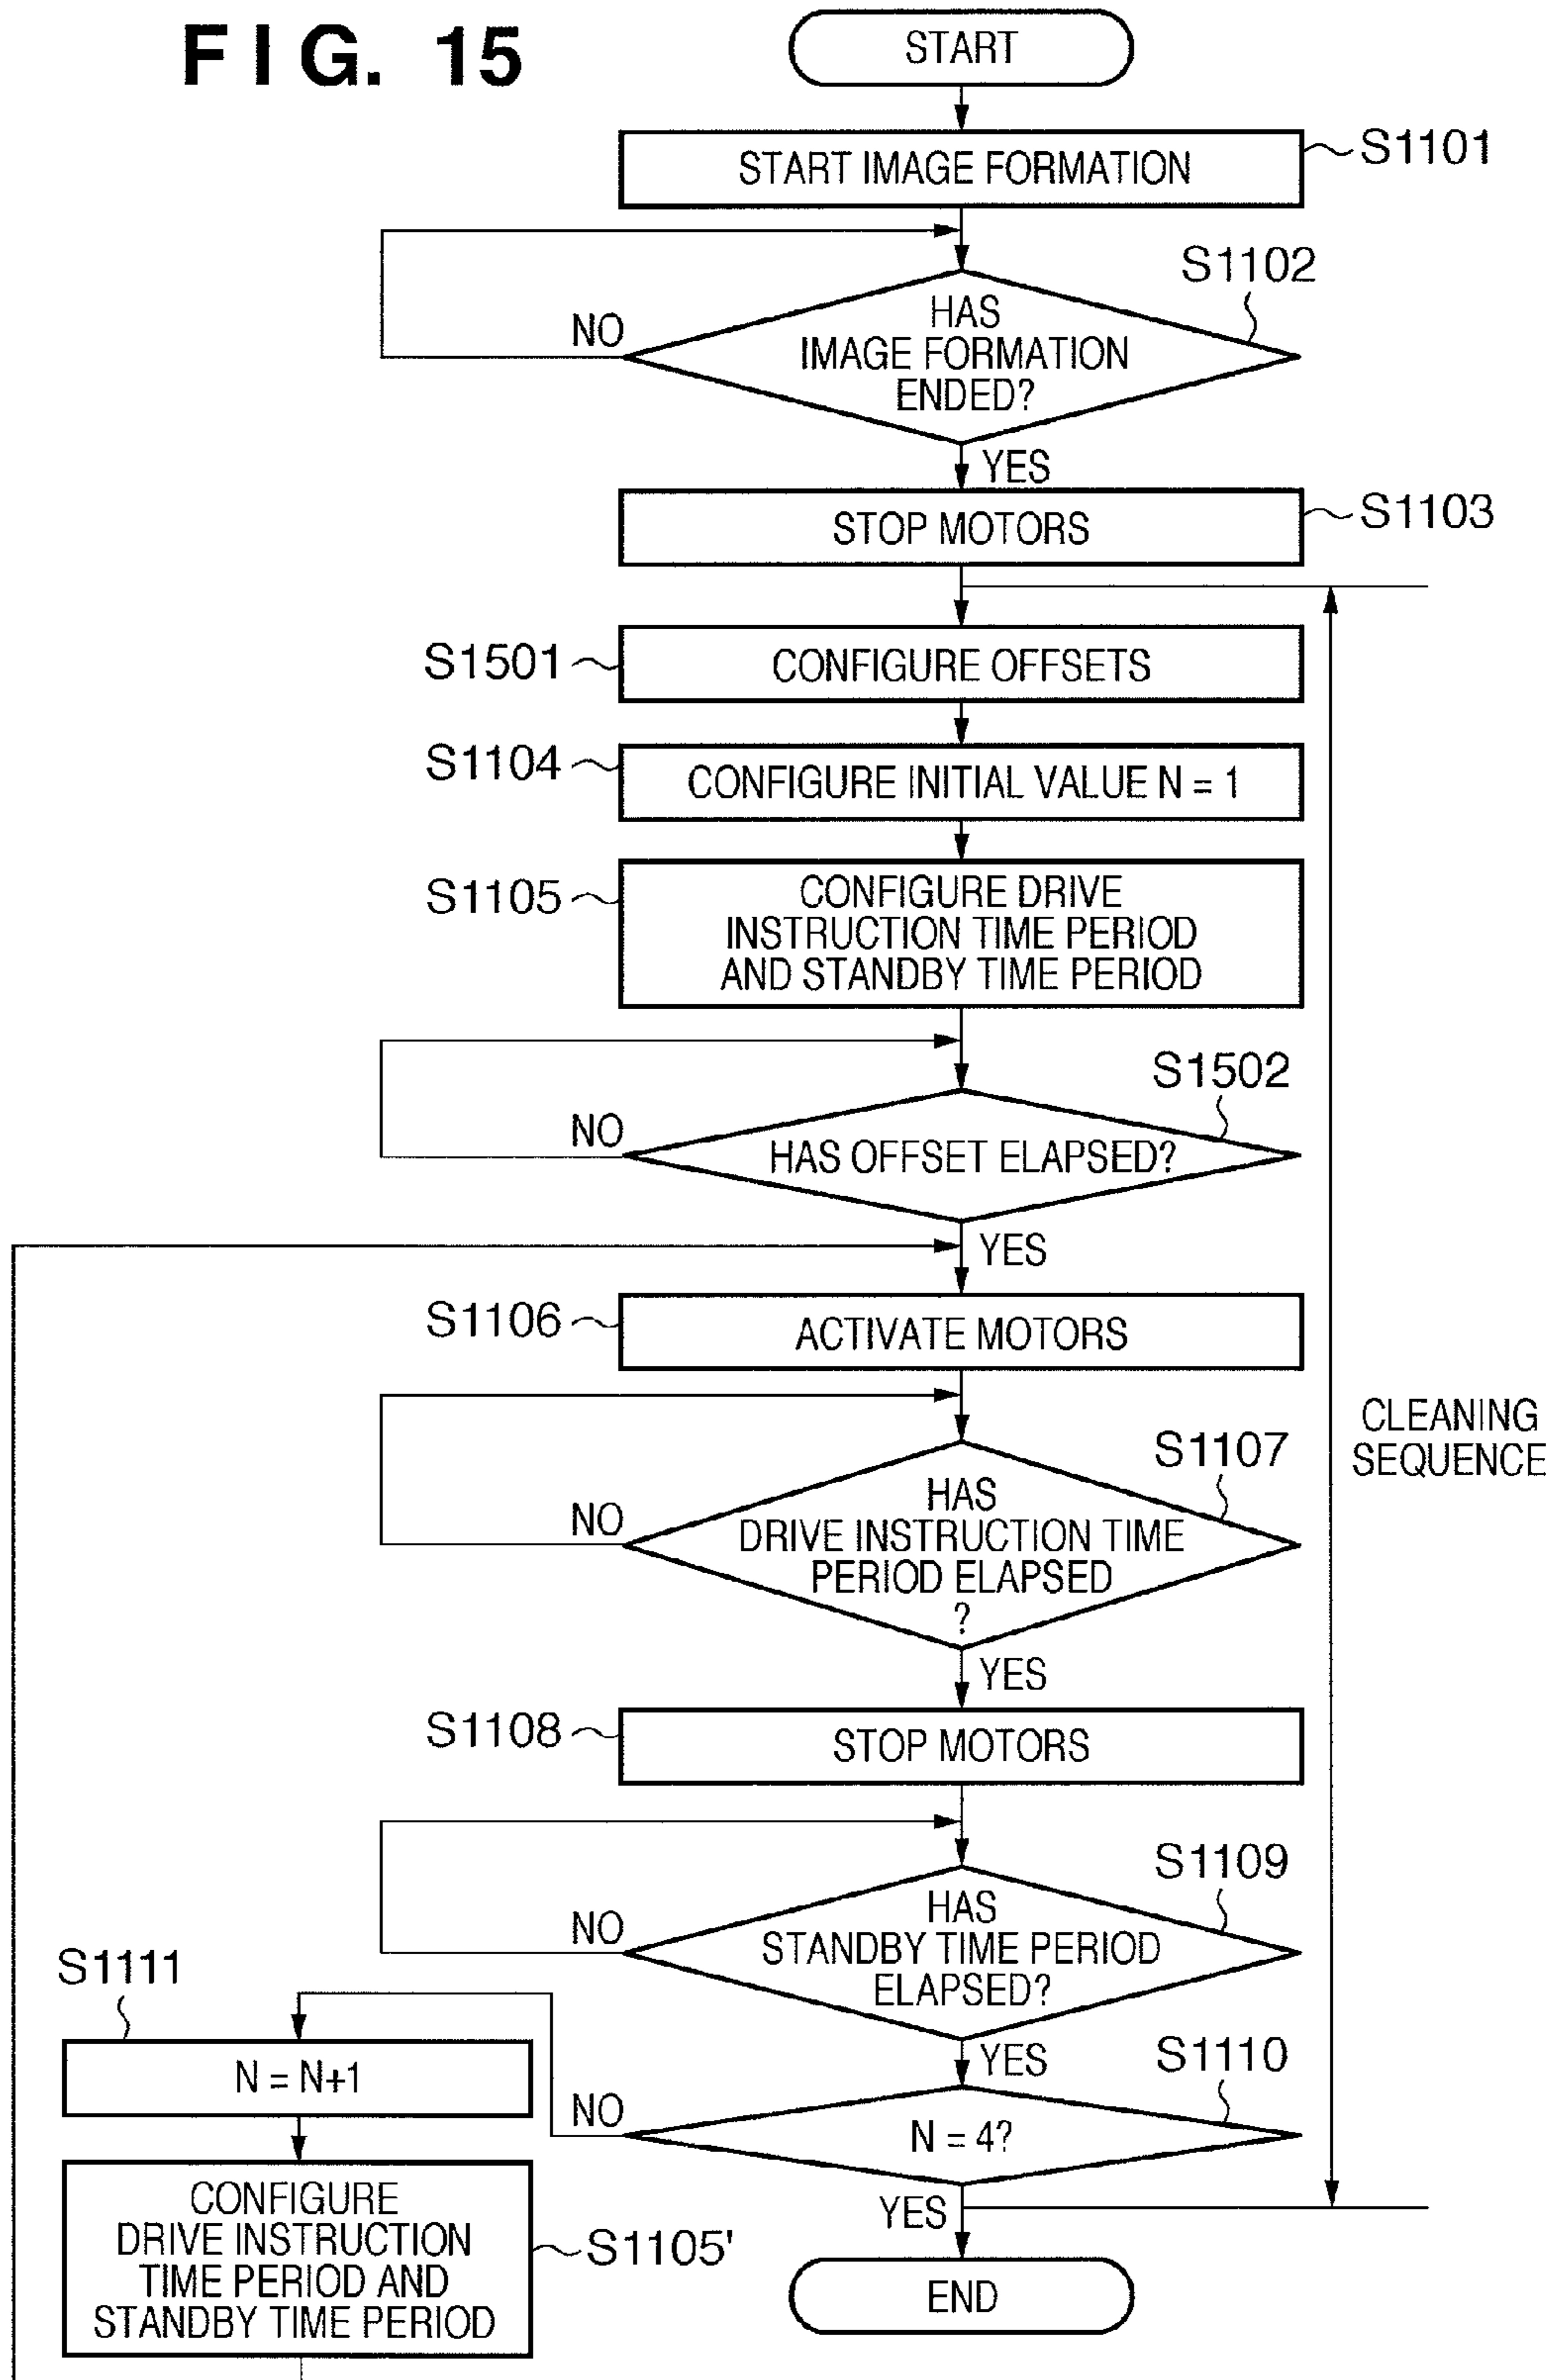 FIG. 15
START
START IMAGE FORMATION
S1101
S1102
HAS
IMAGE FORMATION
ENDED?
NO
YES
STOP MOTORS
S1103
S1501
CONFIGURE OFFSETS
S1104
CONFIGURE INITIAL VALUE N = 1
S1105
CONFIGURE DRIVE
INSTRUCTION TIME PERIOD
AND STANDBY TIME PERIOD
S1502
NO
HAS OFFSET ELAPSED?
YES
S1106
ACTIVATE MOTORS
CLEANING
SEQUENCE
S1107
HAS
DRIVE INSTRUCTION TIME
PERIOD ELAPSED
?
NO
YES
S1108
STOP MOTORS
S1109
HAS
STANDBY TIME PERIOD
ELAPSED?
NO
YES
S1110
N = 4?
NO
YES
S1111
N = N+1
CONFIGURE
DRIVE INSTRUCTION
TIME PERIOD AND
STANDBY TIME PERIOD
S1105'
END